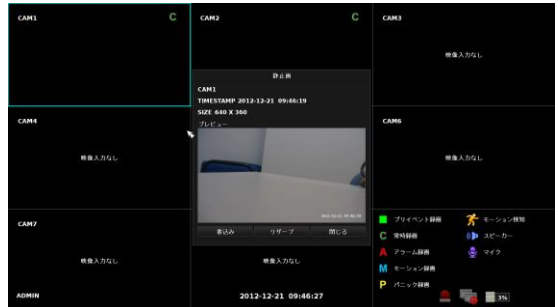 CAM1 C
CAM2 C
CAM3
映像入力なし
静止画
CAM1
TIMESTAMP 2012-12-21 09:46:19
SIZE 640 X 360
プレビュー
CAM4
映像入力なし
CAM6
映像入力なし
書込み リザーブ 閉じる
CAM7
映像入力なし
映像入力なし
プリイベント録画 モーション検知
C 常時録画 スピーカー
A アラーム録画 マイク
M モーション録画
P パニック録画
ADMIN
2012-12-21 09:46:27
3%